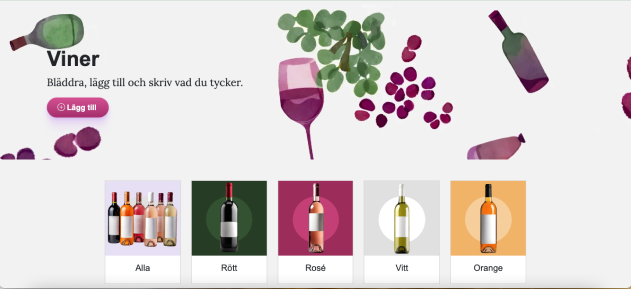 Viner
Bläddra, lägg till och skriv vad du tycker.
Lägg till
Alla
Rött
Rosé
Vitt
Orange